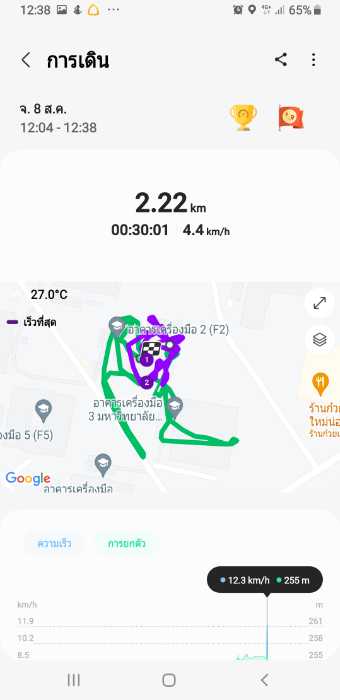 12:38
4G+
65%
การเดิน
จ. 8 ส.ค.
12:04 - 12:38
2.22 km
00:30:01 4.4 km/h
27.0°C
เร็วที่สุด
อาคารเครื่องมือ 2 (F2)
1
2
อาคารเครื่องมือ
3 มหาวิทยาลัย...
ร้านก๋วย
ใหม่น่อ
ร้านก๋วยเ
งมือ 5 (F5)
Google
อาคารเครื่องมือ
ความเร็ว
การยกตัว
12.3 km/h 255 m
km/h m
11.9 261
10.2 258
8.5 255